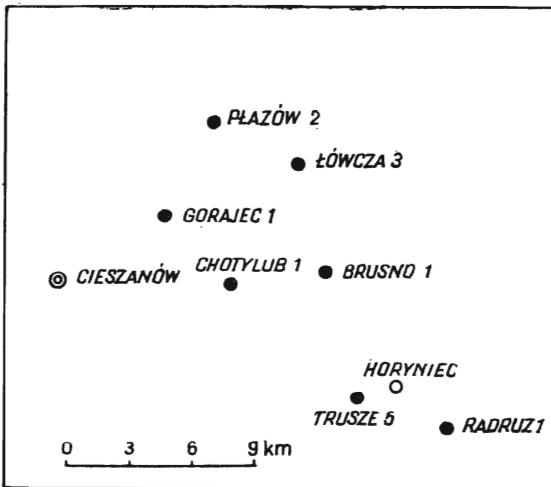 PŁAZÓW 2
ŁÓWCZA 3
GORAJEC 1
CIESZANÓW
CHOTYLUB 1
BRUSNO 1
HORYNIEC
TRUSZE 5
RADRUZ 1
0 3 6 9 km